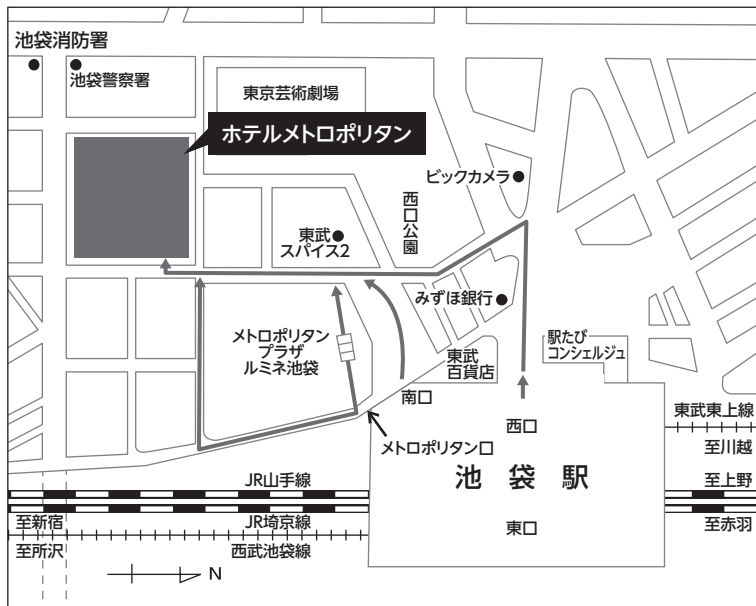 池袋消防署
池袋警察署
東京芸術劇場
ホテルメトロポリタン
ビックカメラ
西口公園
東武
スパイス2
みずほ銀行
メトロポリタン
プラザ
ルミネ池袋
東武
百貨店
駅たび
コンシェルジュ
南口
西口
メトロポリタン口
東武東上線
至川越
池袋駅
JR山手線
至上野
至新宿
JR埼京線
東口
至赤羽
至所沢
西武池袋線
N